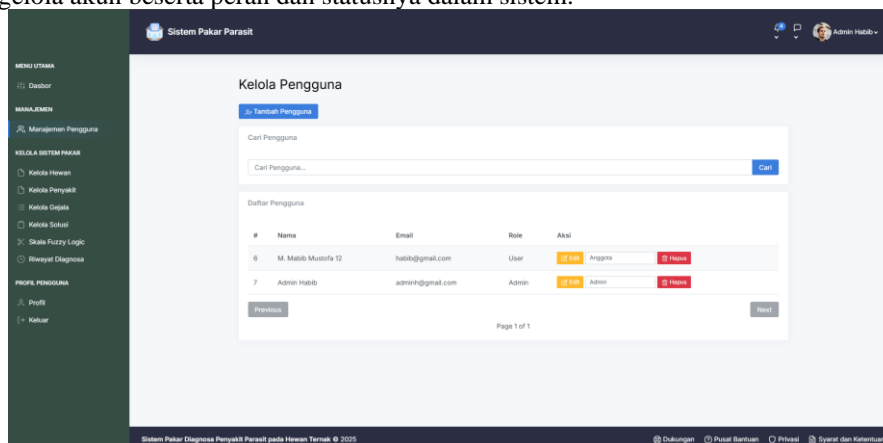 gelola akun beserta peran dan statusnya dalam sistem.
Sistem Pakar Parasit
Admin Habib
MENU UTAMA
Dasbor
MANAJEMEN
Manajemen Pengguna
KELOLA SISTEM PAKAR
Kelola Hewan
Kelola Penyakit
Kelola Gejala
Kelola Solusi
Skala Fuzzy Logic
Riwayat Diagnosa
PROFIL PENGGUNA
Profil
Keluar
Kelola Pengguna
Tambah Pengguna
Cari Pengguna
Cari Pengguna... Cari
Daftar Pengguna
# Nama Email Role Aksi
6 M. Mabib Mustofa 12 habib@gmail.com User Edit Anggota Hapus
7 Admin Habib adminh@gmail.com Admin Edit Admin Hapus
Previous Next
Page 1 of 1
Sistem Pakar Diagnosa Penyakit Parasit pada Hewan Ternak © 2025 Dukungan Pusat Bantuan Privasi Syarat dan Ketentuan